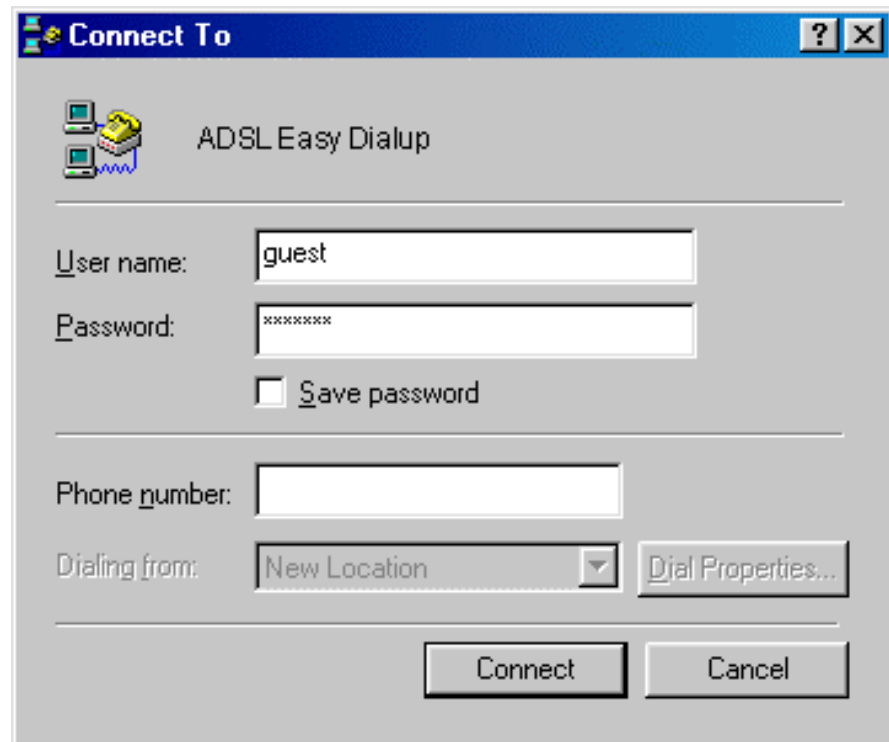 Connect To
ADSL Easy Dialup
User name:
guest
Password:
×××××××
Save password
Phone number:
Dialing from:
New Location
Dial Properties...
Connect
Cancel